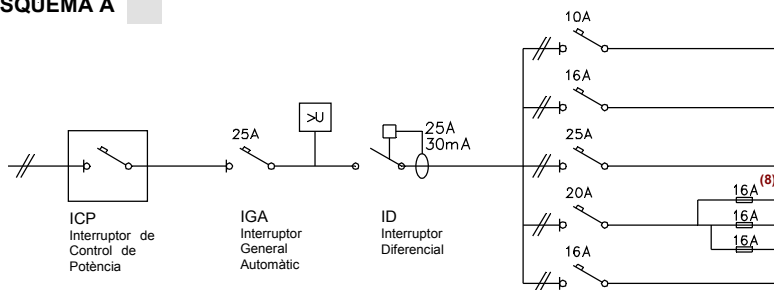 SQUEMA A
10A
16A
25A
U>
25A
30mA
25A
20A
16A
(8)
16A
16A
16A
ICP
Interruptor de
Control de
Potència
IGA
Interruptor
General
Automàtic
ID
Interruptor
Diferencial